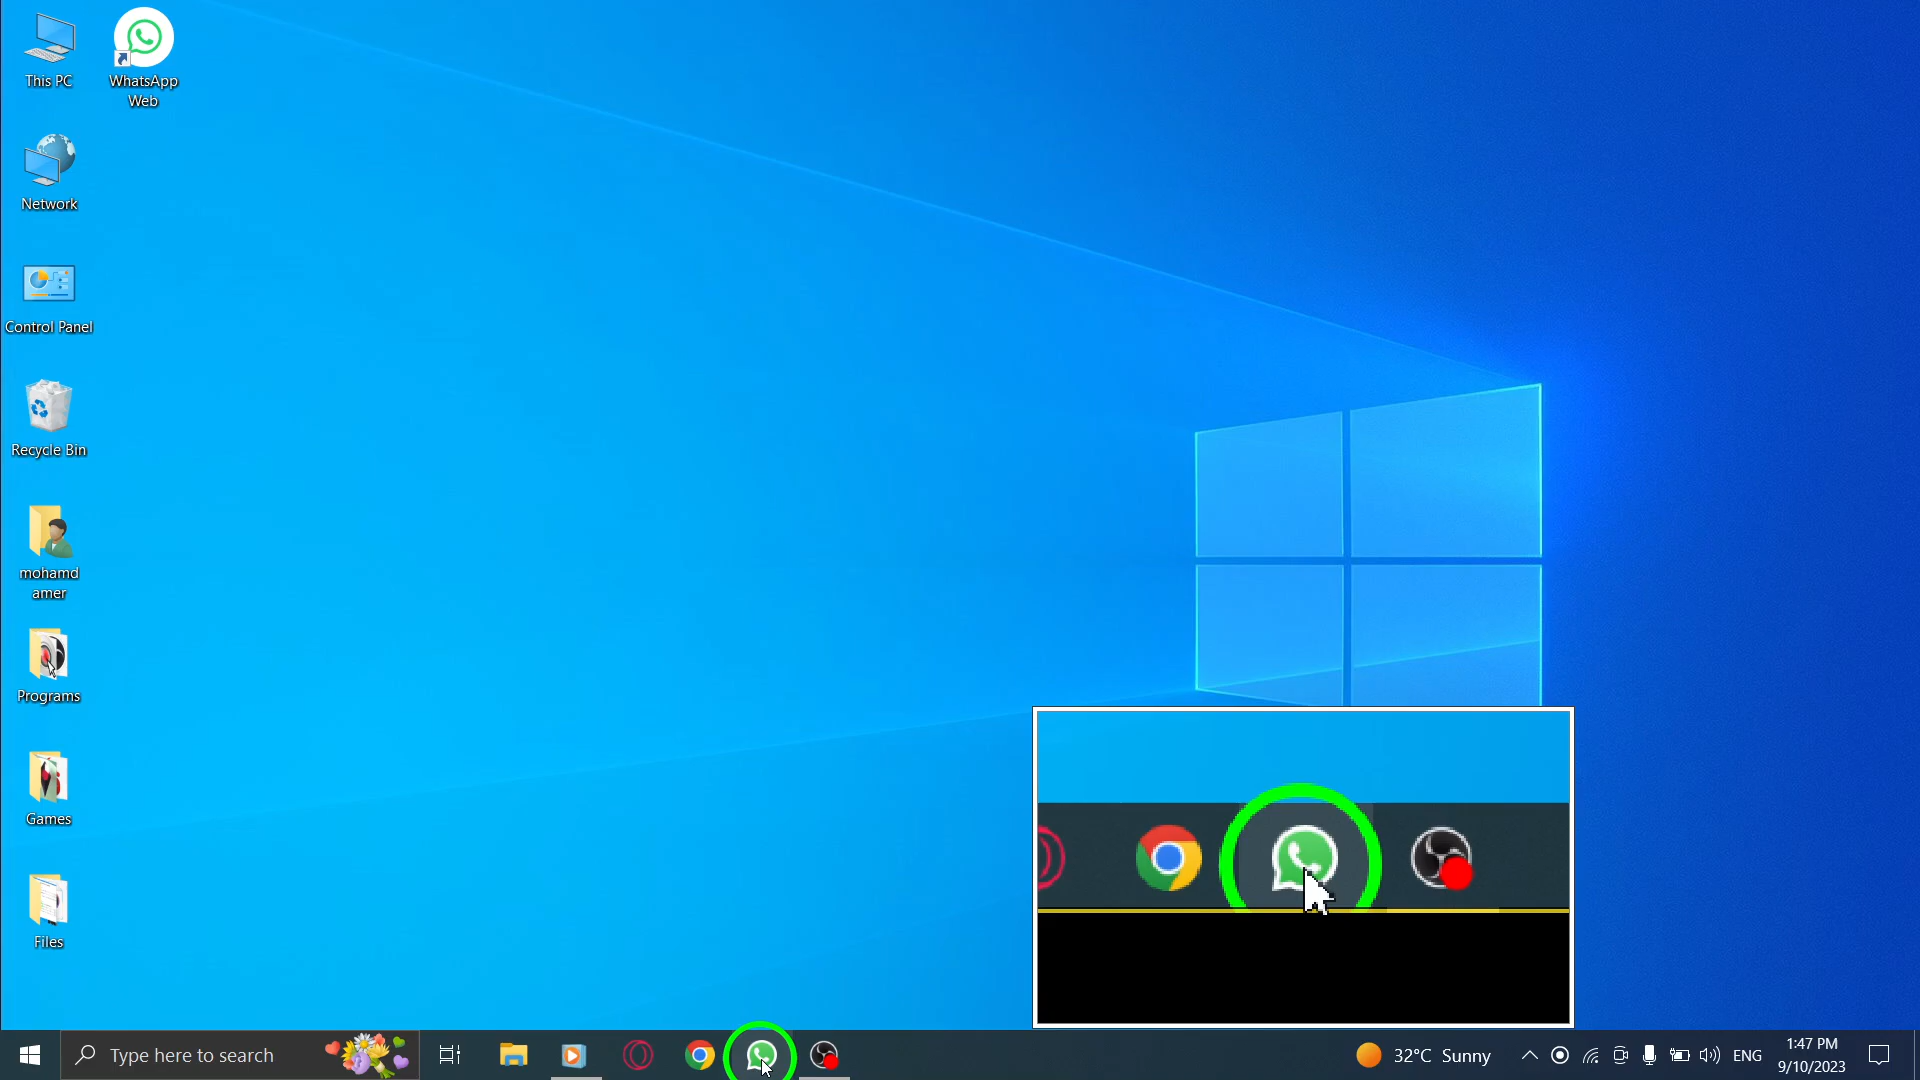 This PC
WhatsApp
Web
Network
Control Panel
Recycle Bin
mohamd
amer
Programs
Games
Files
Type here to search
32°C Sunny
ENG
1:47 PM
9/10/2023